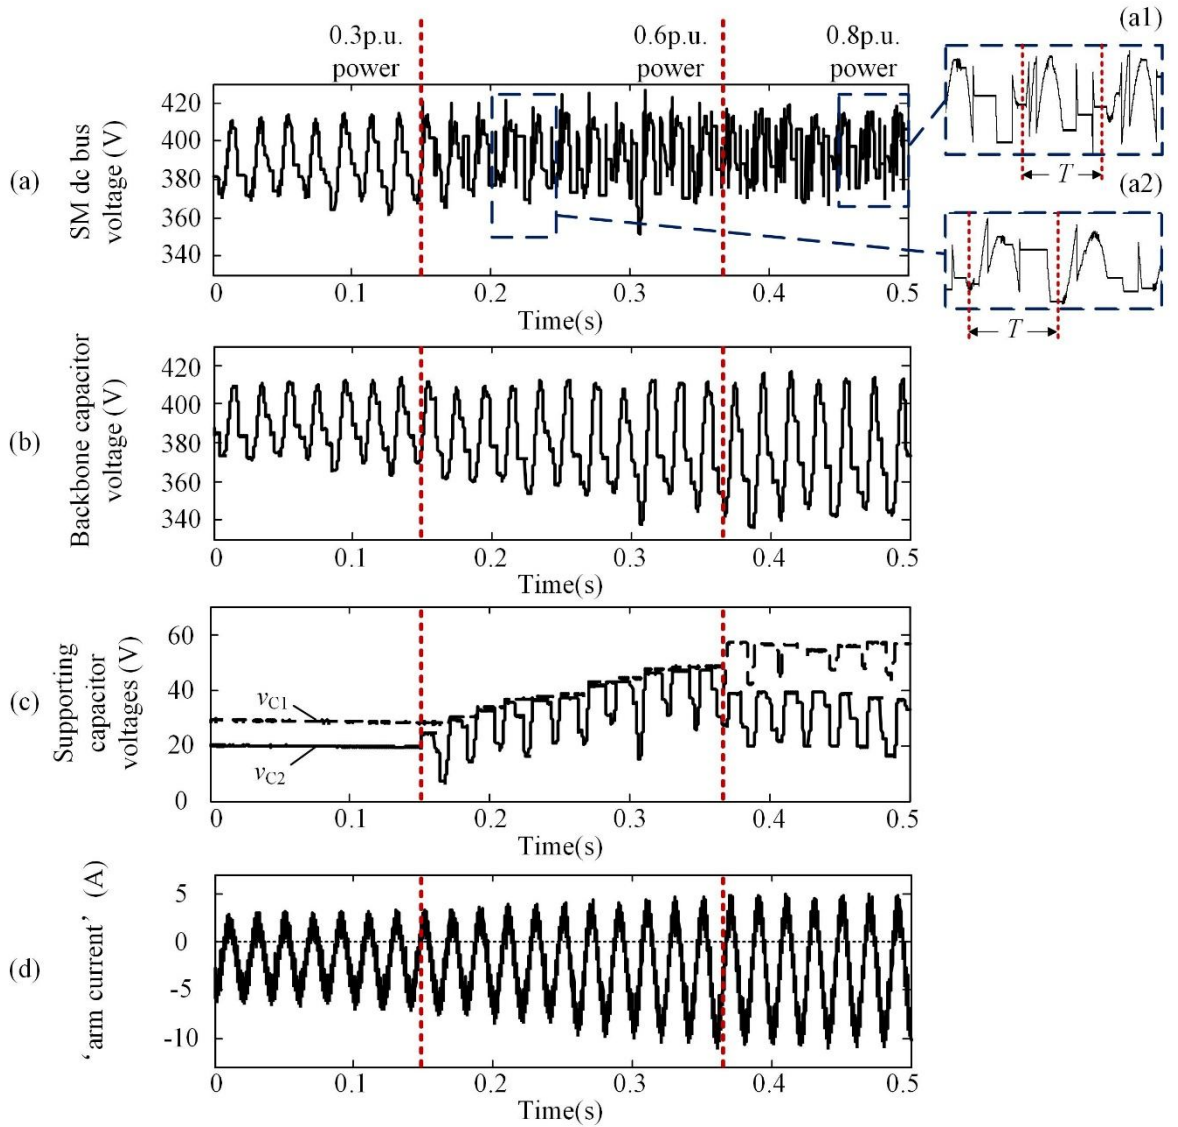 (a1)
0.3p.u.
power
0.6p.u.
power
0.8p.u.
power
(a)
SM dc bus
voltage (V)
420
400
380
360
340
0
0.1
0.2
0.3
0.4
0.5
Time(s)
T
(a2)
T
(b)
Backbone capacitor
voltage (V)
420
400
380
360
340
0
0.1
0.2
0.3
0.4
0.5
Time(s)
(c)
Supporting
capacitor
voltages (V)
60
40
20
0
vC1
vC2
0
0.1
0.2
0.3
0.4
0.5
Time(s)
(d)
‘arm current’ (A)
5
0
-5
-10
0
0.1
0.2
0.3
0.4
0.5
Time(s)